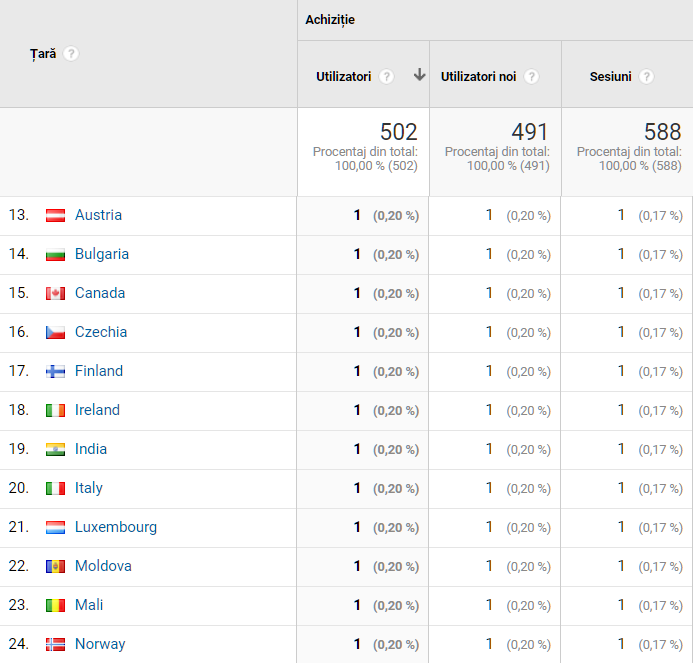 Achiziție
Țară ?
Utilizatori ? Utilizatori noi ? Sesiuni ?
502 491 588
Procentaj din total: Procentaj din total: Procentaj din total:
100,00 % (502) 100,00 % (491) 100,00 % (588)
13. Austria 1 (0,20 %) 1 (0,20 %) 1 (0,17 %)
14. Bulgaria 1 (0,20 %) 1 (0,20 %) 1 (0,17 %)
15. Canada 1 (0,20 %) 1 (0,20 %) 1 (0,17 %)
16. Czechia 1 (0,20 %) 1 (0,20 %) 1 (0,17 %)
17. Finland 1 (0,20 %) 1 (0,20 %) 1 (0,17 %)
18. Ireland 1 (0,20 %) 1 (0,20 %) 1 (0,17 %)
19. India 1 (0,20 %) 1 (0,20 %) 1 (0,17 %)
20. Italy 1 (0,20 %) 1 (0,20 %) 1 (0,17 %)
21. Luxembourg 1 (0,20 %) 1 (0,20 %) 1 (0,17 %)
22. Moldova 1 (0,20 %) 1 (0,20 %) 1 (0,17 %)
23. Mali 1 (0,20 %) 1 (0,20 %) 1 (0,17 %)
24. Norway 1 (0,20 %) 1 (0,20 %) 1 (0,17 %)